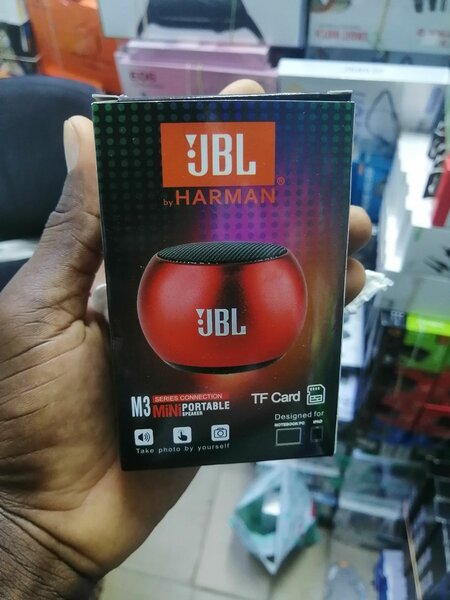 JBL
by HARMAN®
JBL
SERIES CONNECTION
M3 MiNi PORTABLE
SPEAKER
TF Card
Designed for
NOTEBOOK/PC IPAD
Take photo by yourself